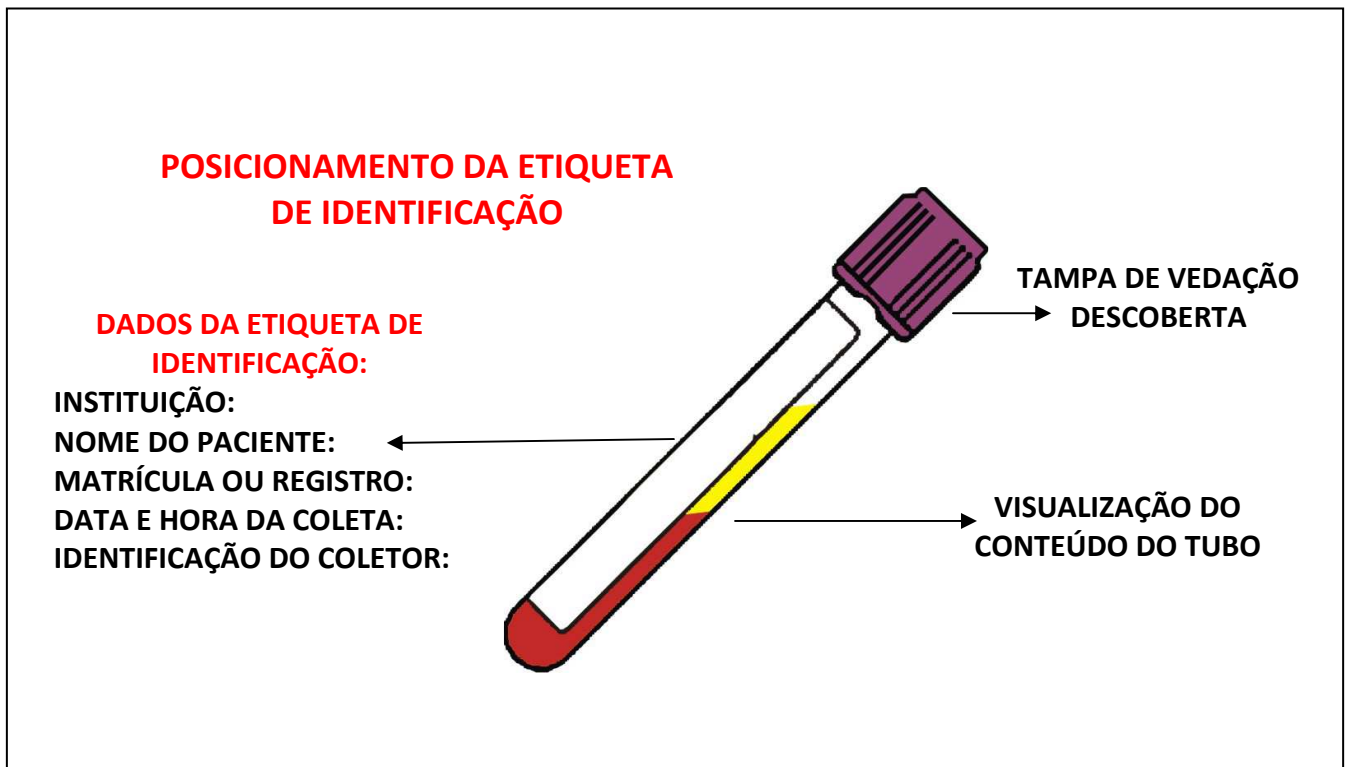 POSICIONAMENTO DA ETIQUETA
DE IDENTIFICAÇÃO
DADOS DA ETIQUETA DE
IDENTIFICAÇÃO:
INSTITUIÇÃO:
NOME DO PACIENTE:
MATRÍCULA OU REGISTRO:
DATA E HORA DA COLETA:
IDENTIFICAÇÃO DO COLETOR:
TAMPA DE VEDAÇÃO
DESCOBERTA
VISUALIZAÇÃO DO
CONTEÚDO DO TUBO